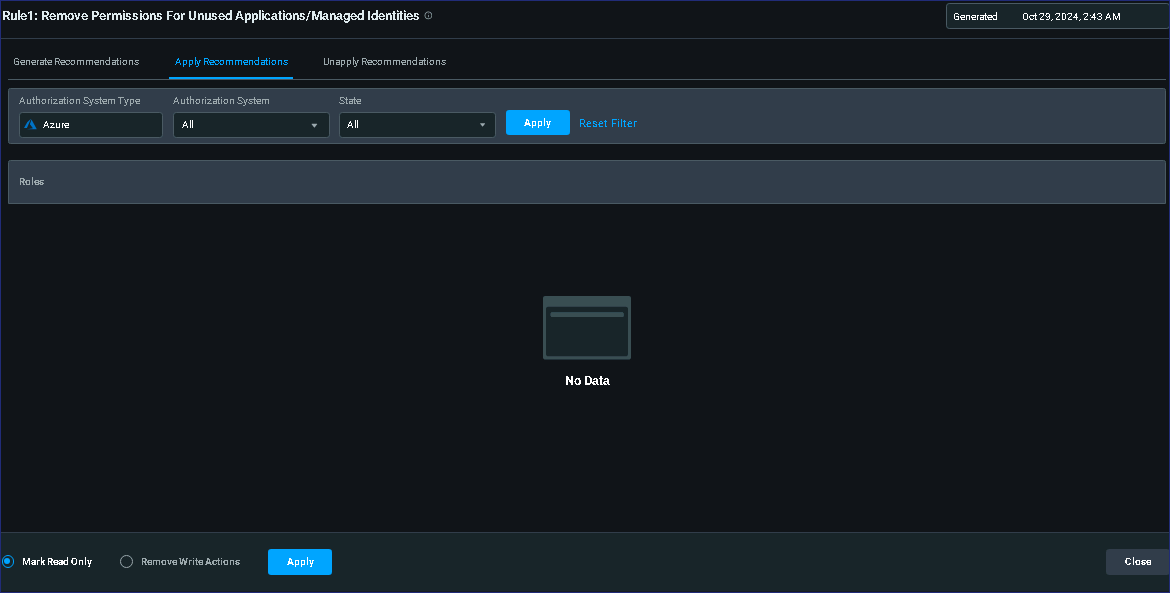 Rule1: Remove Permissions For Unused Applications/Managed Identities
Generated Oct 29, 2024, 2:43 AM
Generate Recommendations Apply Recommendations Unapply Recommendations
Authorization System Type Authorization System State
Azure All All Apply Reset Filter
Roles
No Data
Mark Read Only Remove Write Actions Apply Close